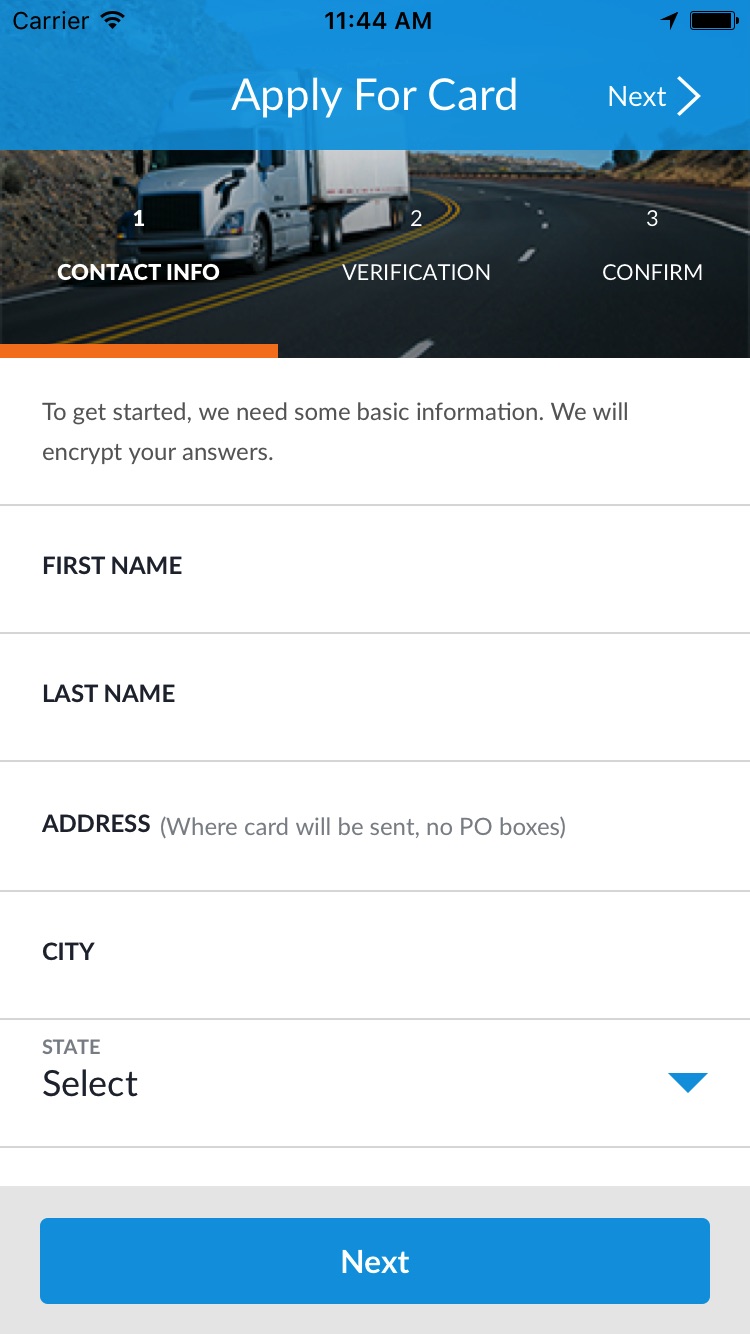 Carrier 11:44 AM
Apply For Card Next
1 2 3
CONTACT INFO VERIFICATION CONFIRM
To get started, we need some basic information. We will
encrypt your answers.
FIRST NAME
LAST NAME
ADDRESS (Where card will be sent, no PO boxes)
CITY
STATE
Select
Next